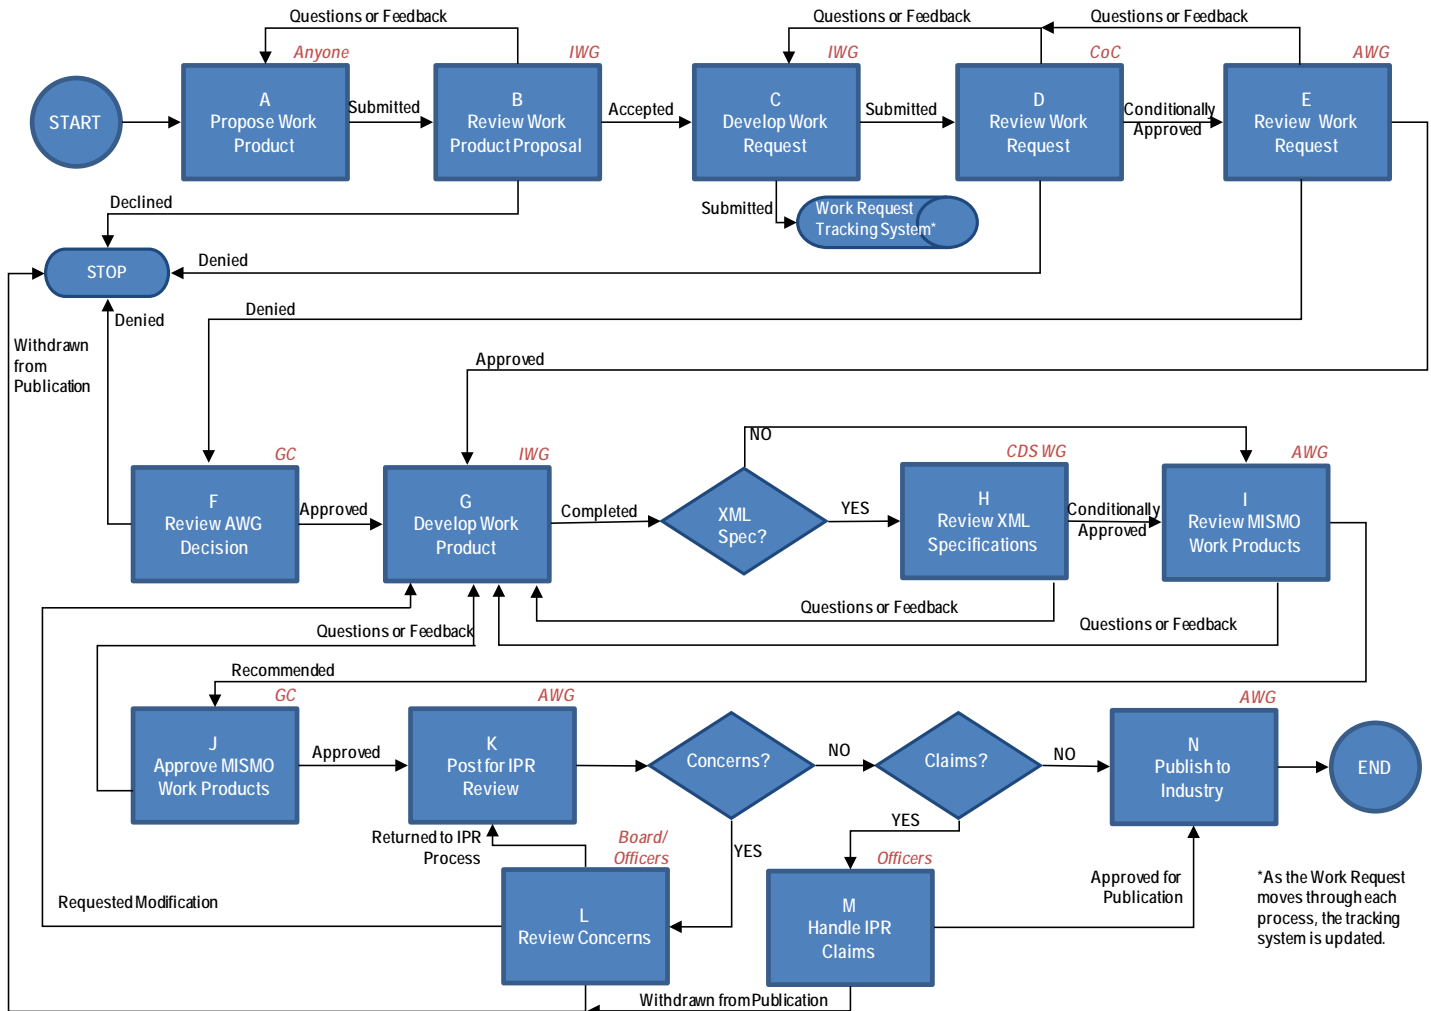 Questions or Feedback
Questions or Feedback
Questions or Feedback
Anyone
IWG
IWG
CoC
AWG
START
A
Propose Work
Product
Submitted
B
Review Work
Product Proposal
Accepted
C
Develop Work
Request
Submitted
D
Review Work
Request
Conditionally
Approved
E
Review Work
Request
Declined
Submitted
Work Request
Tracking System*
STOP
Denied
Denied
Denied
Withdrawn
from
Publication
Approved
NO
GC
IWG
CDS WG
AWG
F
Review AWG
Decision
Approved
G
Develop Work
Product
Completed
XML
Spec?
YES
H
Review XML
Specifications
Conditionally
Approved
I
Review MISMO
Work Products
Questions or Feedback
Questions or Feedback
Questions or Feedback
Recommended
GC
AWG
AWG
J
Approve MISMO
Work Products
Approved
K
Post for IPR
Review
Concerns?
NO
Claims?
NO
N
Publish to
Industry
END
Returned to IPR
Process
Board/
Officers
YES
YES
Officers
Requested Modification
L
Review Concerns
M
Handle IPR
Claims
Approved for
Publication
*As the Work Request
moves through each
process, the tracking
system is updated.
Withdrawn from Publication